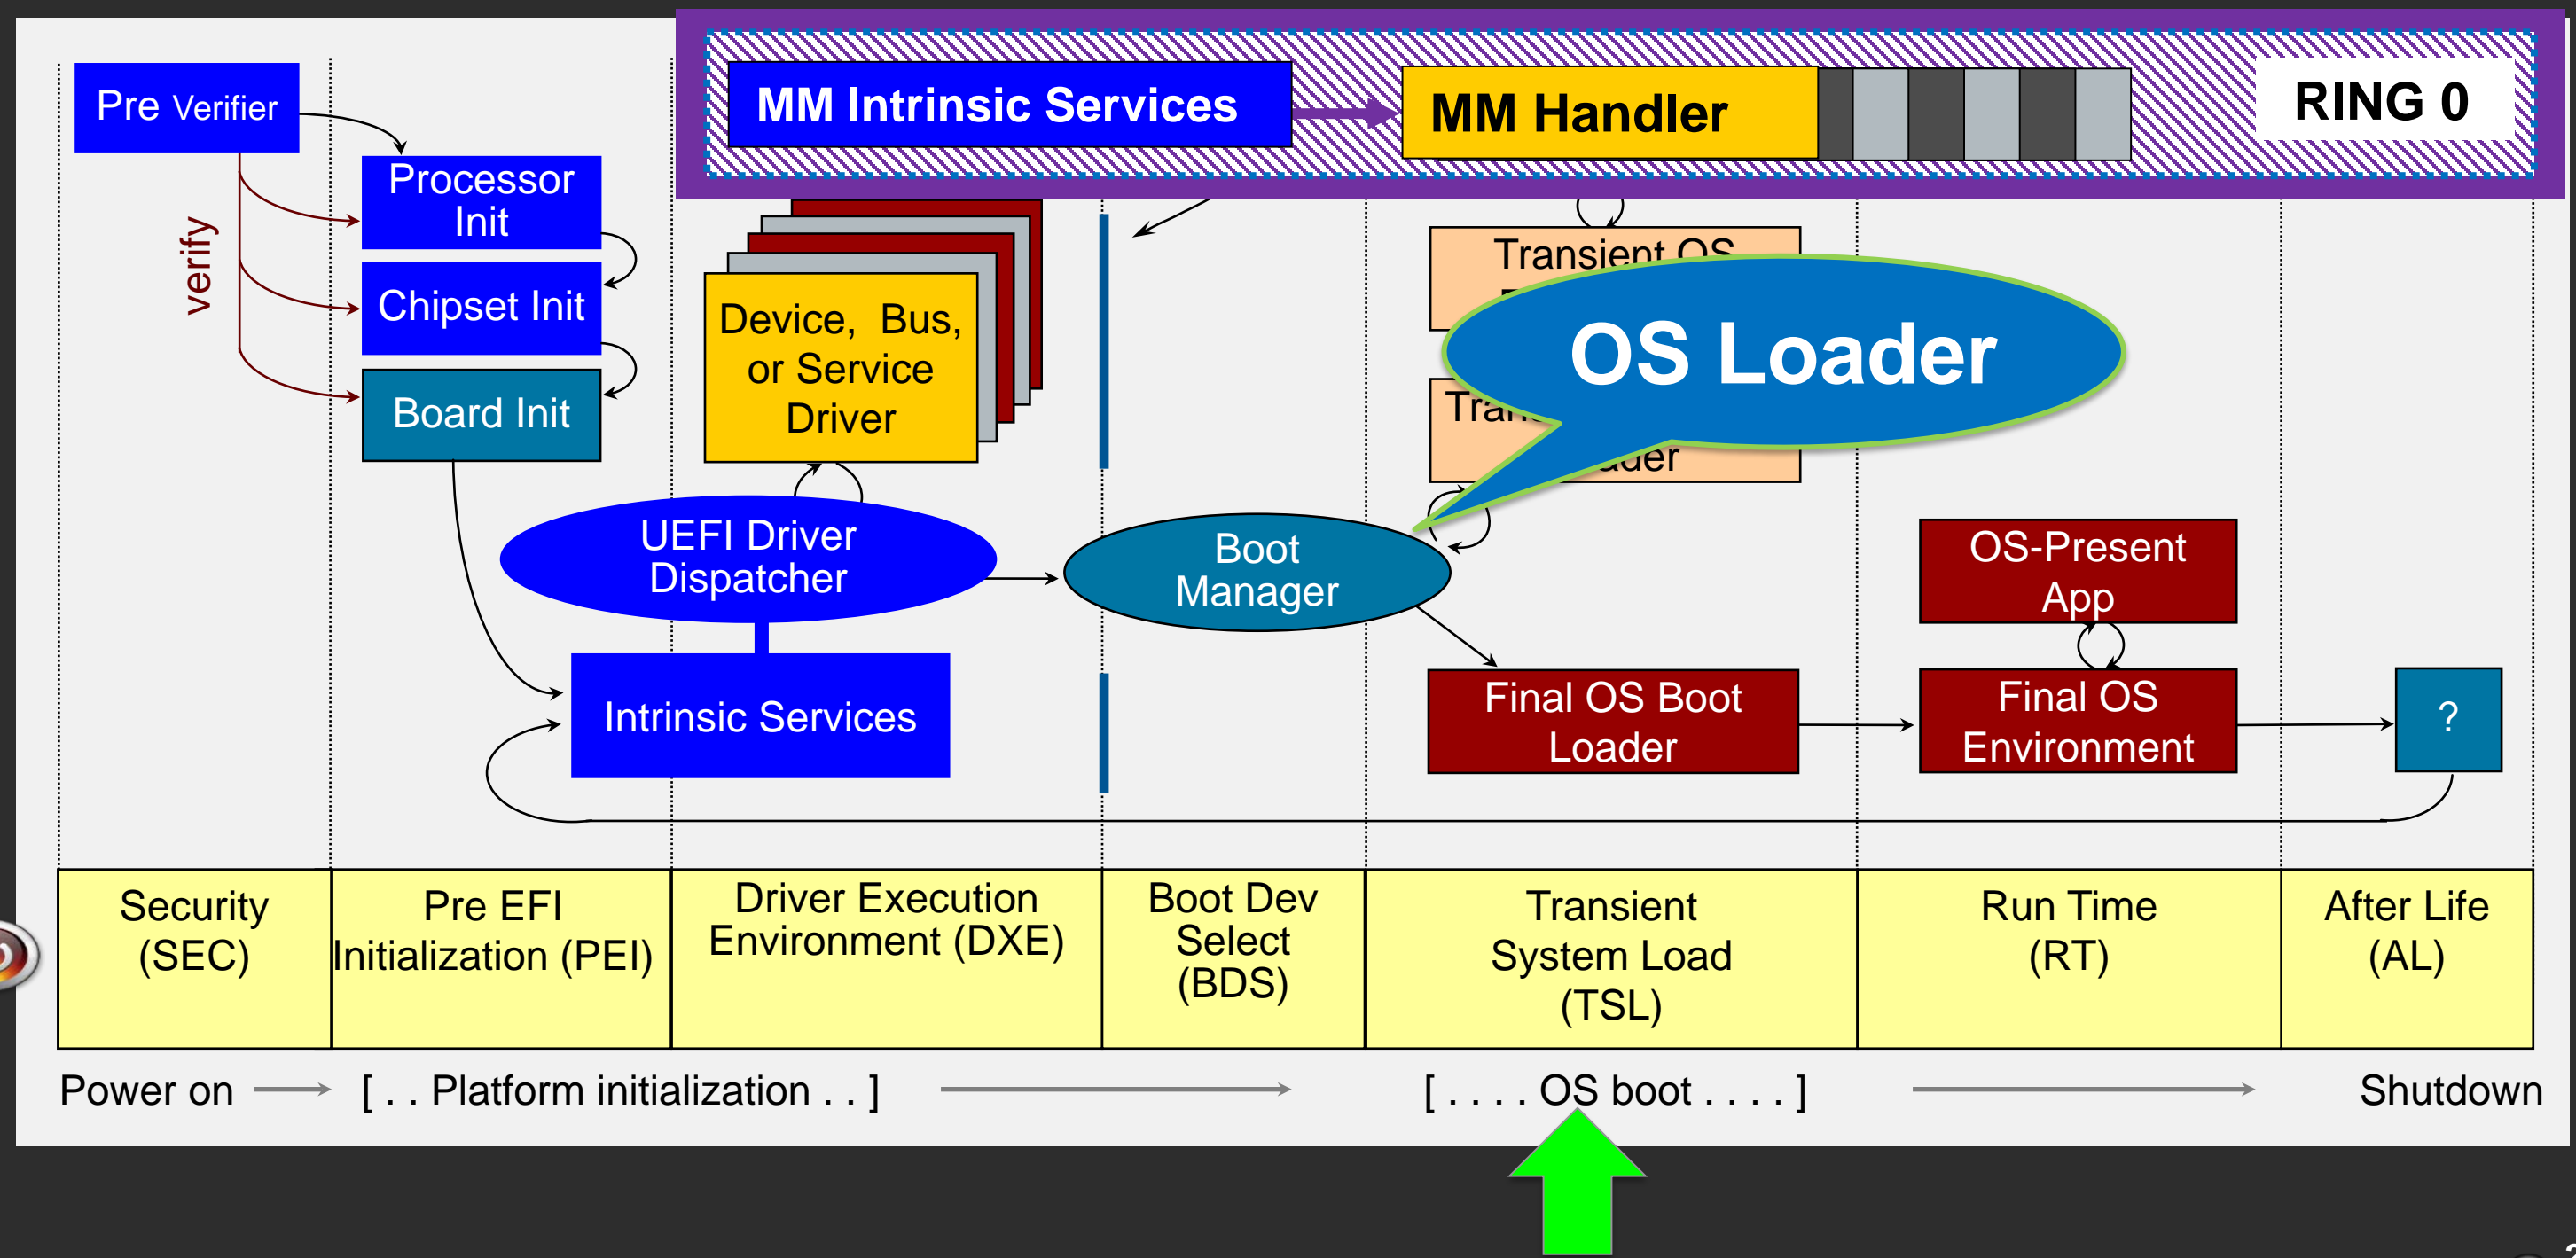 Pre Verifier
MM Intrinsic Services
MM Handler
RING 0
verify
Processor
Init
Chipset Init
Board Init
Device, Bus,
or Service
Driver
Transient OS
OS Loader
UEFI Driver
Dispatcher
Boot
Manager
Intrinsic Services
Final OS Boot
Loader
OS-Present
App
Final OS
Environment
?
Security
(SEC)
Pre EFI
Initialization (PEI)
Driver Execution
Environment (DXE)
Boot Dev
Select
(BDS)
Transient
System Load
(TSL)
Run Time
(RT)
After Life
(AL)
Power on
[ . . Platform initialization . . ]
[ . . . . OS boot . . . . ]
Shutdown